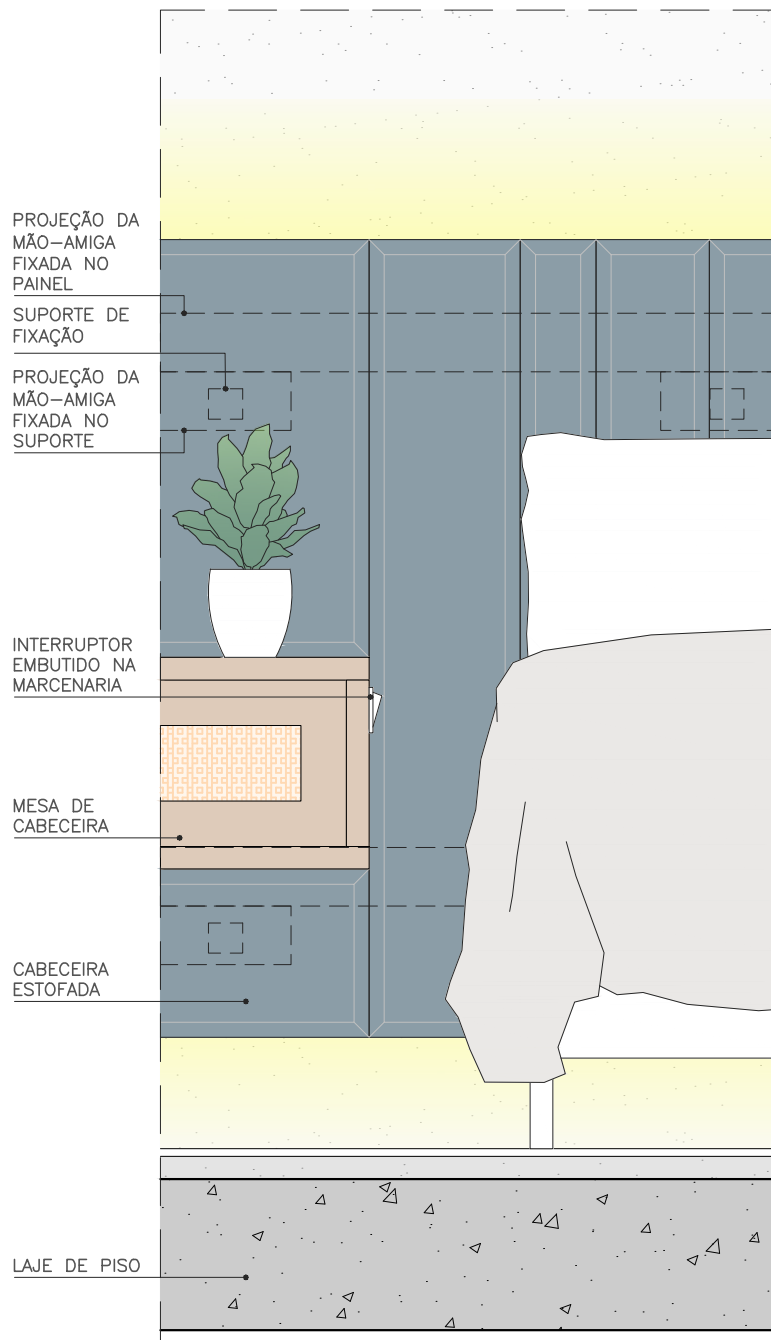 PROJEÇÃO DA
MÃO-AMIGA
FIXADA NO
PAINEL
SUPORTE DE
FIXAÇÃO
PROJEÇÃO DA
MÃO-AMIGA
FIXADA NO
SUPORTE
INTERRUPTOR
EMBUTIDO NA
MARCENARIA
MESA DE
CABECEIRA
CABECEIRA
ESTOFADA
LAJE DE PISO